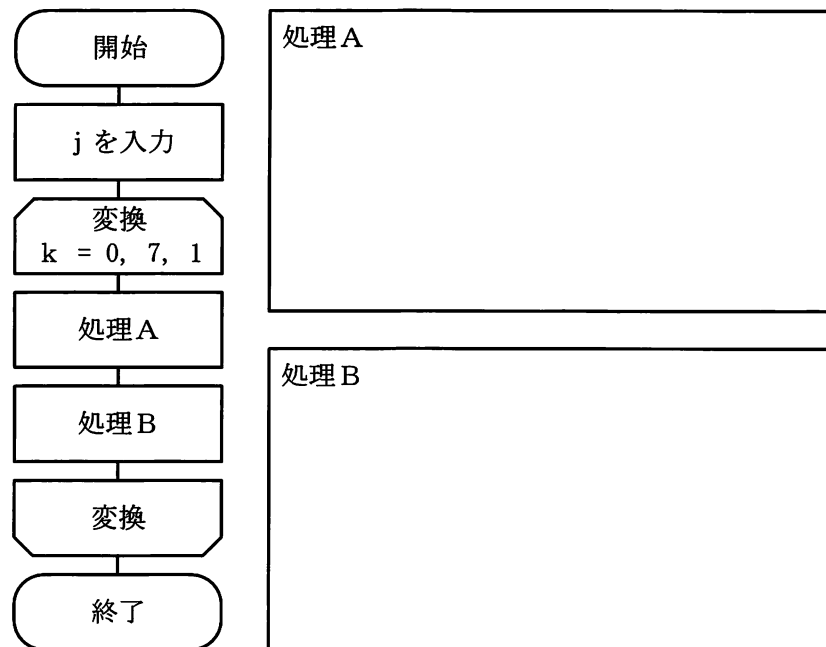 開始
j を入力
変換
k = 0, 7, 1
処理A
処理B
変換
終了
処理A
処理B